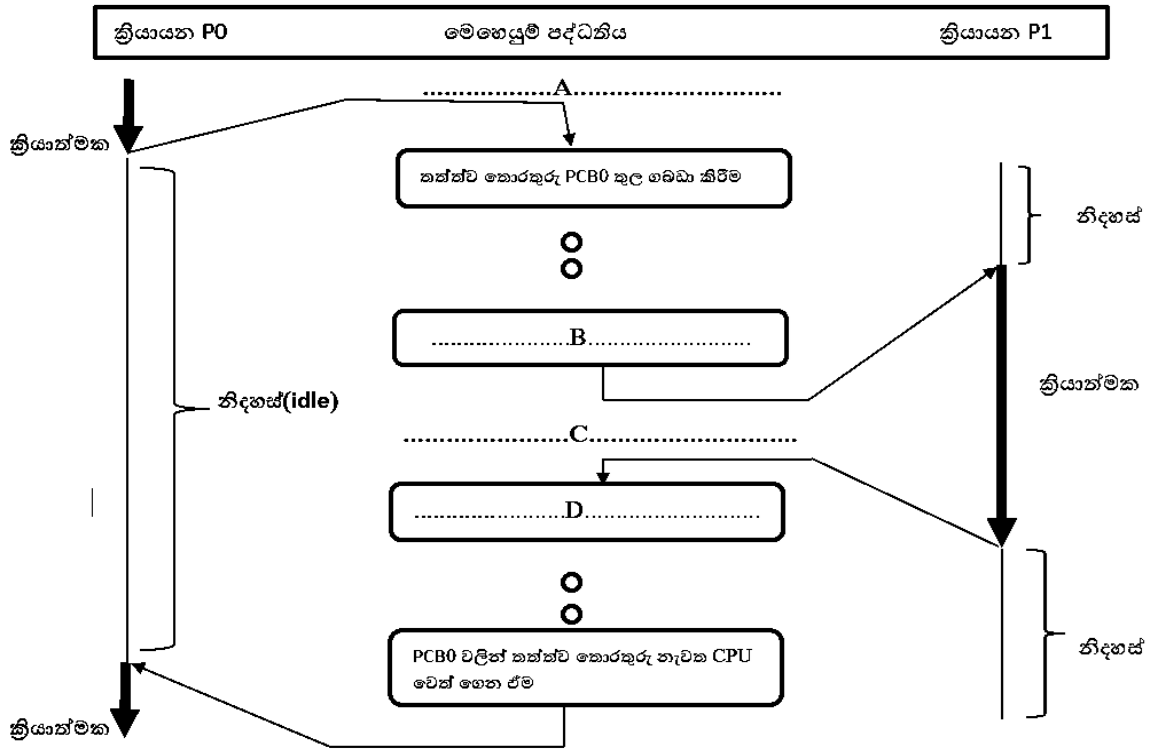 ක්‍රියායන P0 මෙහෙයුම් පද්ධතිය ක්‍රියායන P1
..................A..............................
ක්‍රියාත්මක
තත්ත්ව තොරතුරු PCB0 තුල ගබඩා කිරීම
නිදහස්
.......................B...........................
ක්‍රියාත්මක
නිදහස්(idle)
.......................C.............................
.........................D..............................
PCB0 වලින් තත්ත්ව තොරතුරු නැවත CPU
වෙත ගෙන ඒම
නිදහස්
ක්‍රියාත්මක